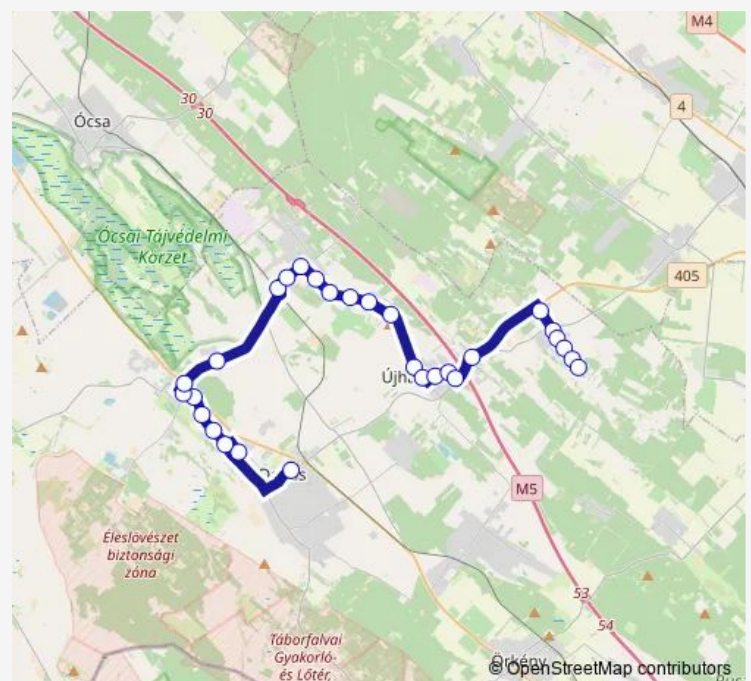 M4
30
30
Ócsa
4
Ócsai Tájvédelmi
Körzet
405
M5
Éleslövészet
biztonsági
zóna
53
54
Táborfalvai
Gyakorló-
és Lőtér,
Örkény
© OpenStreetMap contributors